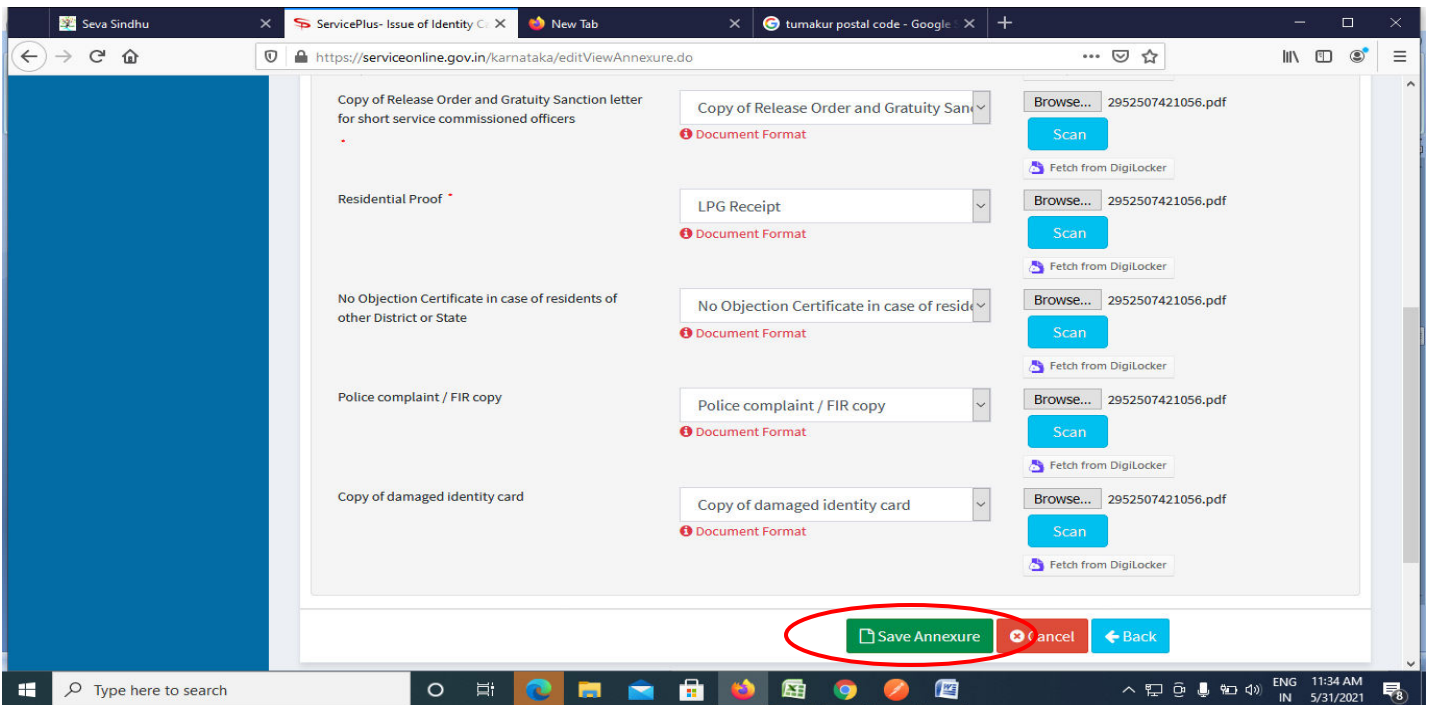 Seva Sindhu
ServicePlus- Issue of Identity C
New Tab
tumakur postal code - Google S
https://serviceonline.gov.in/karnataka/editViewAnnexure.do
Copy of Release Order and Gratuity Sanction letter
for short service commissioned officers
*
Copy of Release Order and Gratuity San
Document Format
Browse... 2952507421056.pdf
Scan
Fetch from DigiLocker
Residential Proof *
LPG Receipt
Document Format
Browse... 2952507421056.pdf
Scan
Fetch from DigiLocker
No Objection Certificate in case of residents of
other District or State
No Objection Certificate in case of reside
Document Format
Browse... 2952507421056.pdf
Scan
Fetch from DigiLocker
Police complaint / FIR copy
Police complaint / FIR copy
Document Format
Browse... 2952507421056.pdf
Scan
Fetch from DigiLocker
Copy of damaged identity card
Copy of damaged identity card
Document Format
Browse... 2952507421056.pdf
Scan
Fetch from DigiLocker
Save Annexure
Cancel
Back
Type here to search
ENG
IN
11:34 AM
5/31/2021
8